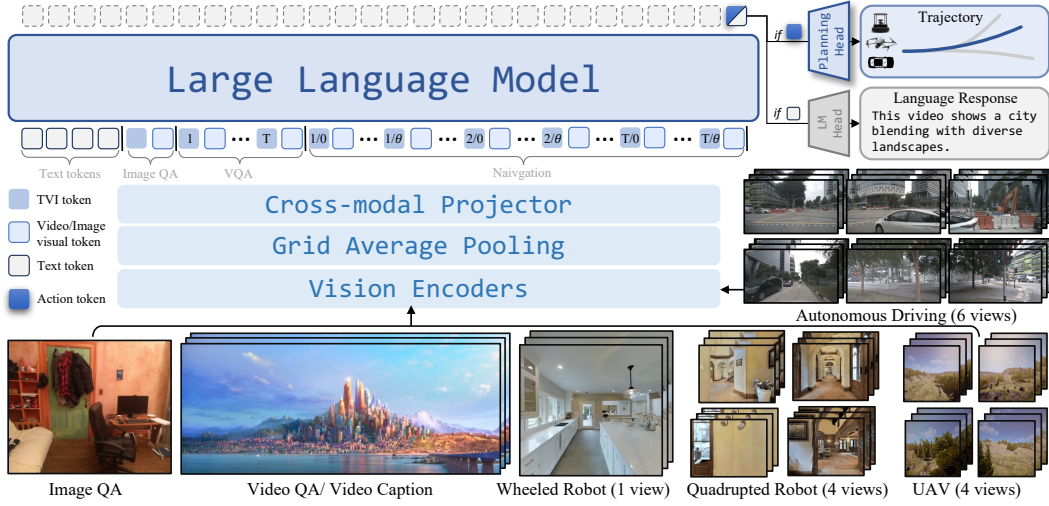 if
Planning
Head
Trajectory
Large Language Model
if
LM
Head
Language Response
This video shows a city
blending with diverse
landscapes.
1 ... T 1/0 ... 1/θ ... 2/0 ... 2/θ ... T/0 ... T/θ
Text tokens Image QA VQA Naivgation
TVI token
Video/Image
visual token
Text token
Action token
Cross-modal Projector
Grid Average Pooling
Vision Encoders
Autonomous Driving (6 views)
Image QA
Video QA/ Video Caption
Wheeled Robot (1 view)
Quadrupted Robot (4 views)
UAV (4 views)